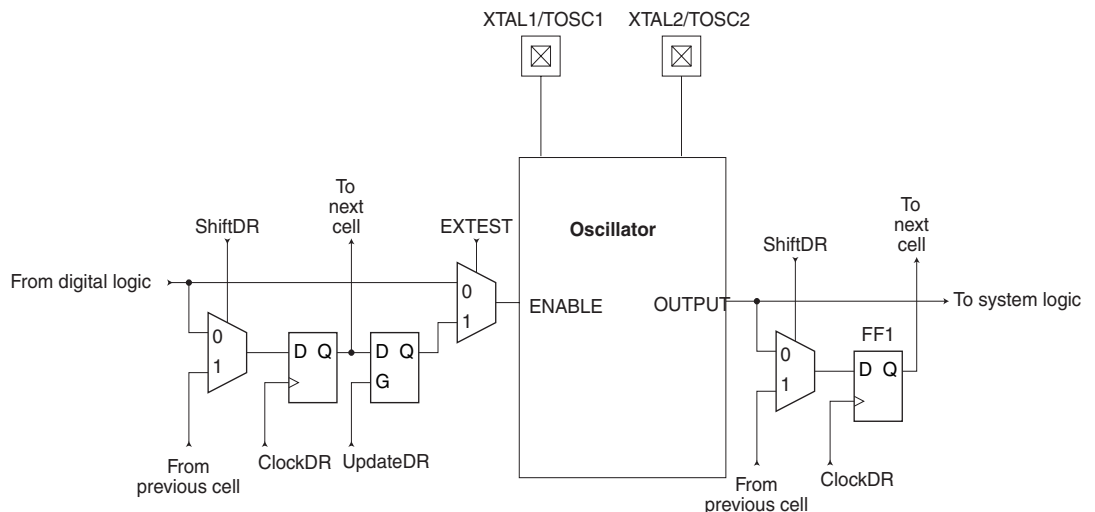 XTAL1/TOSC1 XTAL2/TOSC2
To
next
cell
ShiftDR
EXTEST
From digital logic
0
1
D Q
D Q
G
0
1
From
previous cell
ClockDR
UpdateDR
Oscillator
ENABLE
OUTPUT
To
next
cell
ShiftDR
To system logic
FF1
0
1
D Q
From
previous cell
ClockDR